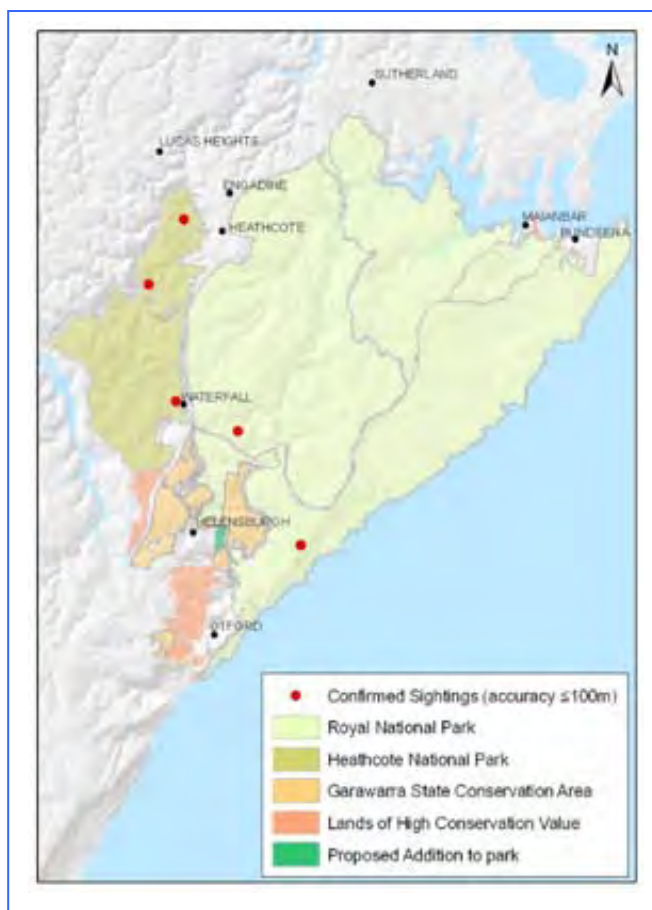 N
SUTHERLAND
LUCAS HEIGHTS
ENGADINE
HEATHCOTE
MAIANBAR
BUNDEENA
WATERFALL
HELENSBURGH
OTFORD
Confirmed Sightings (accuracy ≤100m)
Royal National Park
Heathcote National Park
Garawarra State Conservation Area
Lands of High Conservation Value
Proposed Addition to park